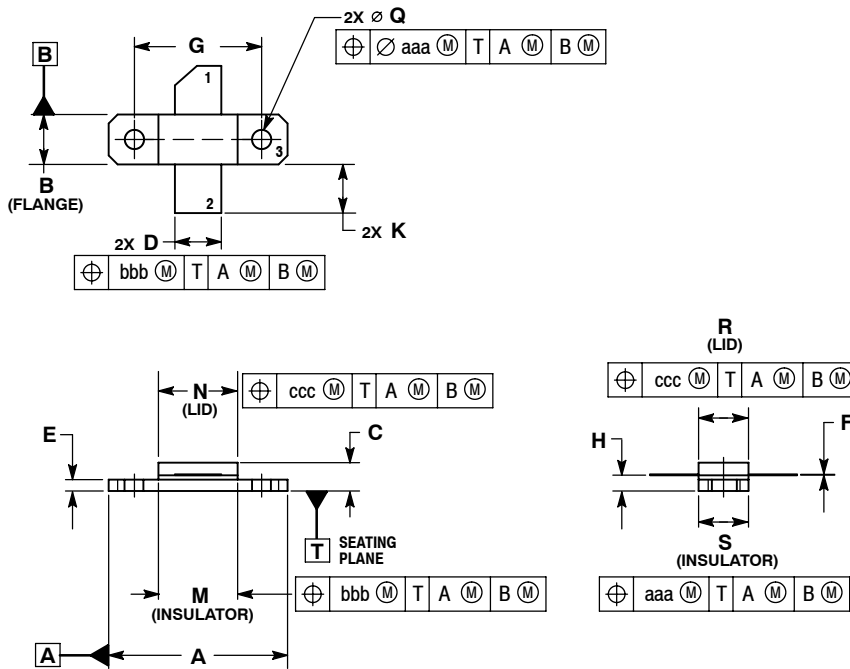 2X ⌀ Q
⌖ ⌀ aaa Ⓜ T A Ⓜ B Ⓜ
G
B
1
3
B
(FLANGE)
2
2X K
2X D
⌖ bbb Ⓜ T A Ⓜ B Ⓜ
R
(LID)
⌖ ccc Ⓜ T A Ⓜ B Ⓜ
N
(LID)
⌖ ccc Ⓜ T A Ⓜ B Ⓜ
E
C
H
F
T SEATING
PLANE
S
(INSULATOR)
M
(INSULATOR)
⌖ bbb Ⓜ T A Ⓜ B Ⓜ
⌖ aaa Ⓜ T A Ⓜ B Ⓜ
A
A